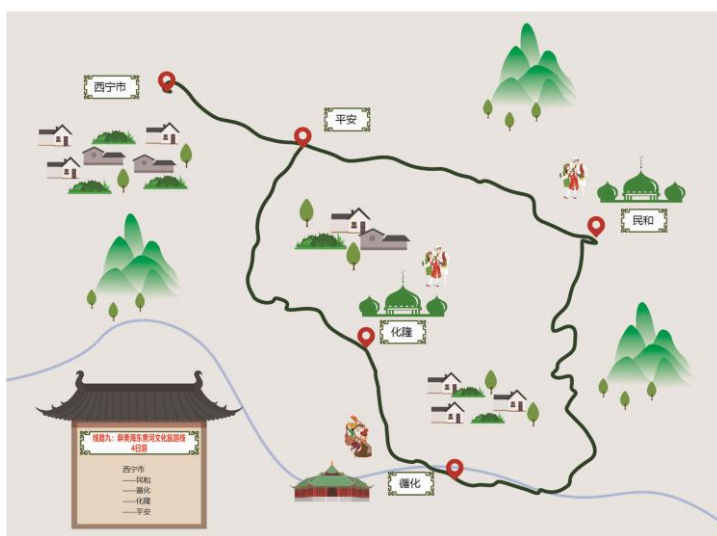 西宁市
平安
民和
化隆
循化
线路九：醉美海东黄河文化旅游线
4日游
西宁市
——民和
——循化
——化隆
——平安